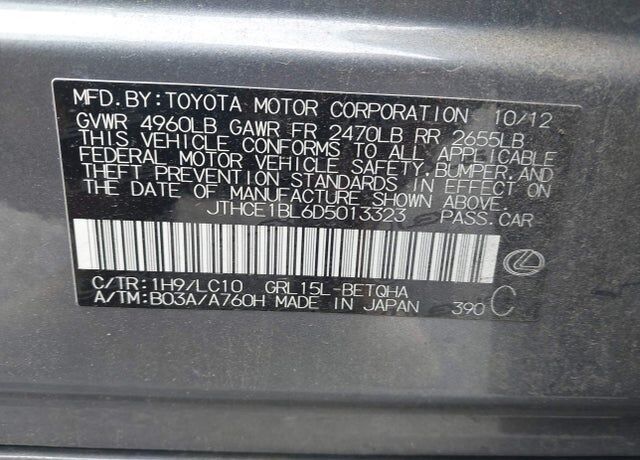 MFD.BY:TOYOTA MOTOR CORPORATION 10/12
GVWR 4960LB GAWR FR 2470LB RR 2655LB
THIS VEHICLE CONFORMS TO ALL APPLICABLE
FEDERAL MOTOR VEHICLE SAFETY,BUMPER,AND
THEFT PREVENTION STANDARDS IN EFFECT ON
THE DATE OF MANUFACTURE SHOWN ABOVE.
JTHCE1BL6D5013323 PASS.CAR
C/TR:1H9/LC10 GRL15L-BETQHA
A/TM:B03A/A760H MADE IN JAPAN 390 C